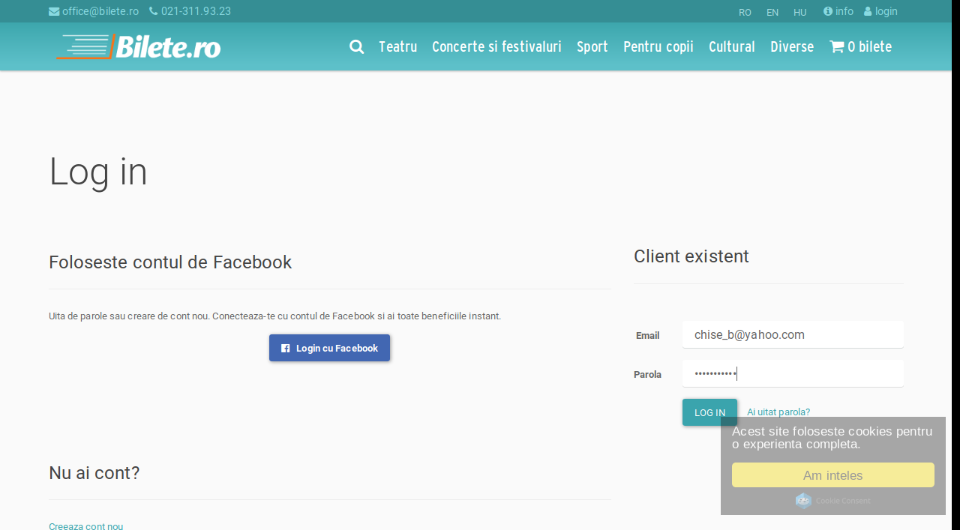 office@bilete.ro 021-311.93.23 RO EN HU info login
Bilete.ro Teatru Concerte si festivaluri Sport Pentru copii Cultural Diverse 0 bilete
Log in
Foloseste contul de Facebook
Uita de parole sau creare de cont nou. Conecteaza-te cu contul de Facebook si ai toate beneficiile instant.
Login cu Facebook
Client existent
Email chise_b@yahoo.com
Parola •••••••••••
LOG IN Ai uitat parola?
Acest site foloseste cookies pentru
o experienta completa.
Am inteles
Cookie Consent
Nu ai cont?
Creeaza cont nou